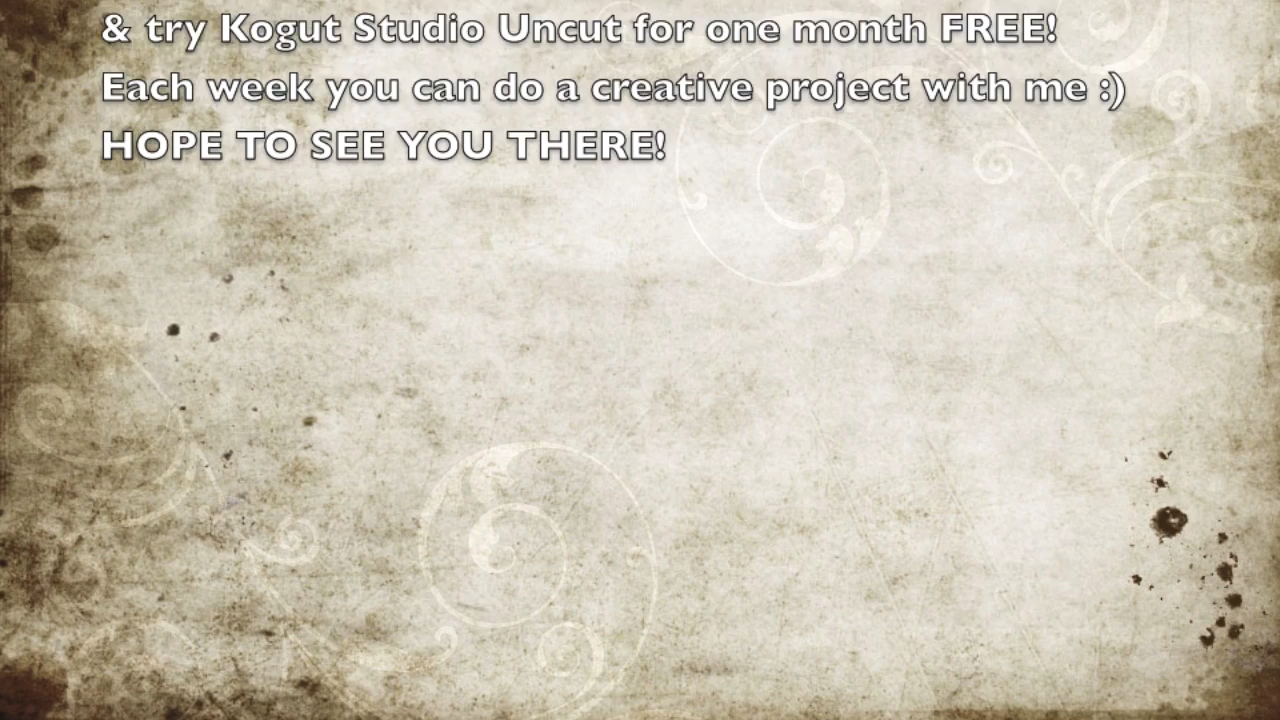 & try Kogut Studio Uncut for one month FREE!
Each week you can do a creative project with me :)
HOPE TO SEE YOU THERE!